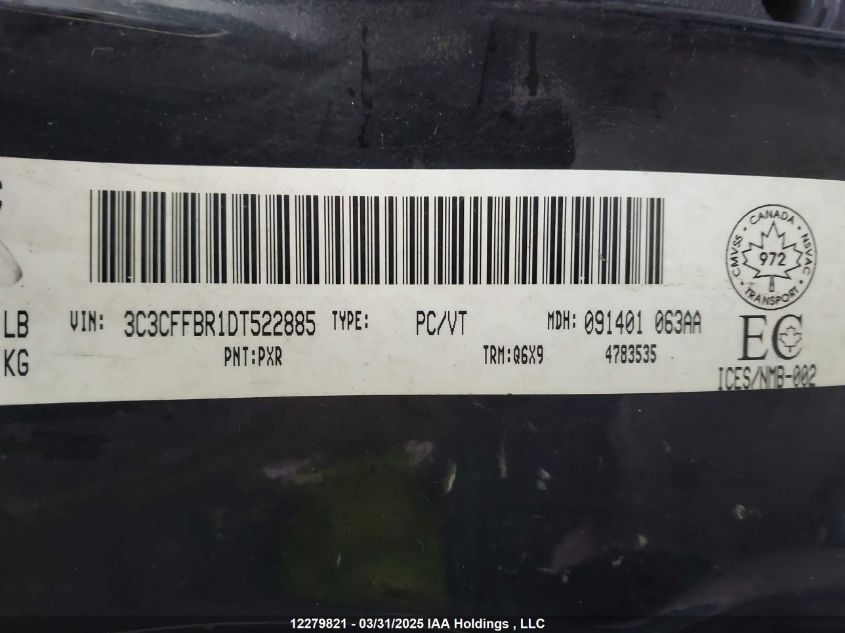 CMVSS · CANADA · NSVAC · TRANSPORT ·
972
LB VIN: 3C3CFFBR1DT522885 TYPE: PC/VT MDH: 091401 063AA
EC
KG PNT:PXR TRM:Q6X9 4783535
ICES/NMB-002
12279821 - 03/31/2025 IAA Holdings , LLC